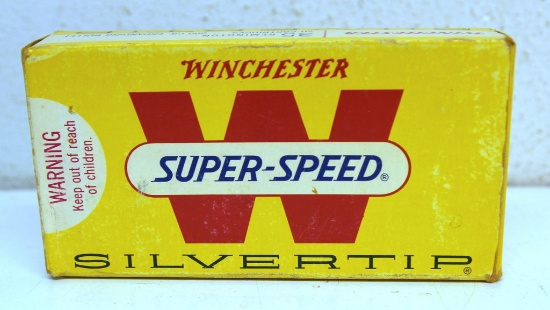 WINCHESTER
W
SUPER-SPEED®
SILVERTIP®
WARNING
Keep out of reach
of children.